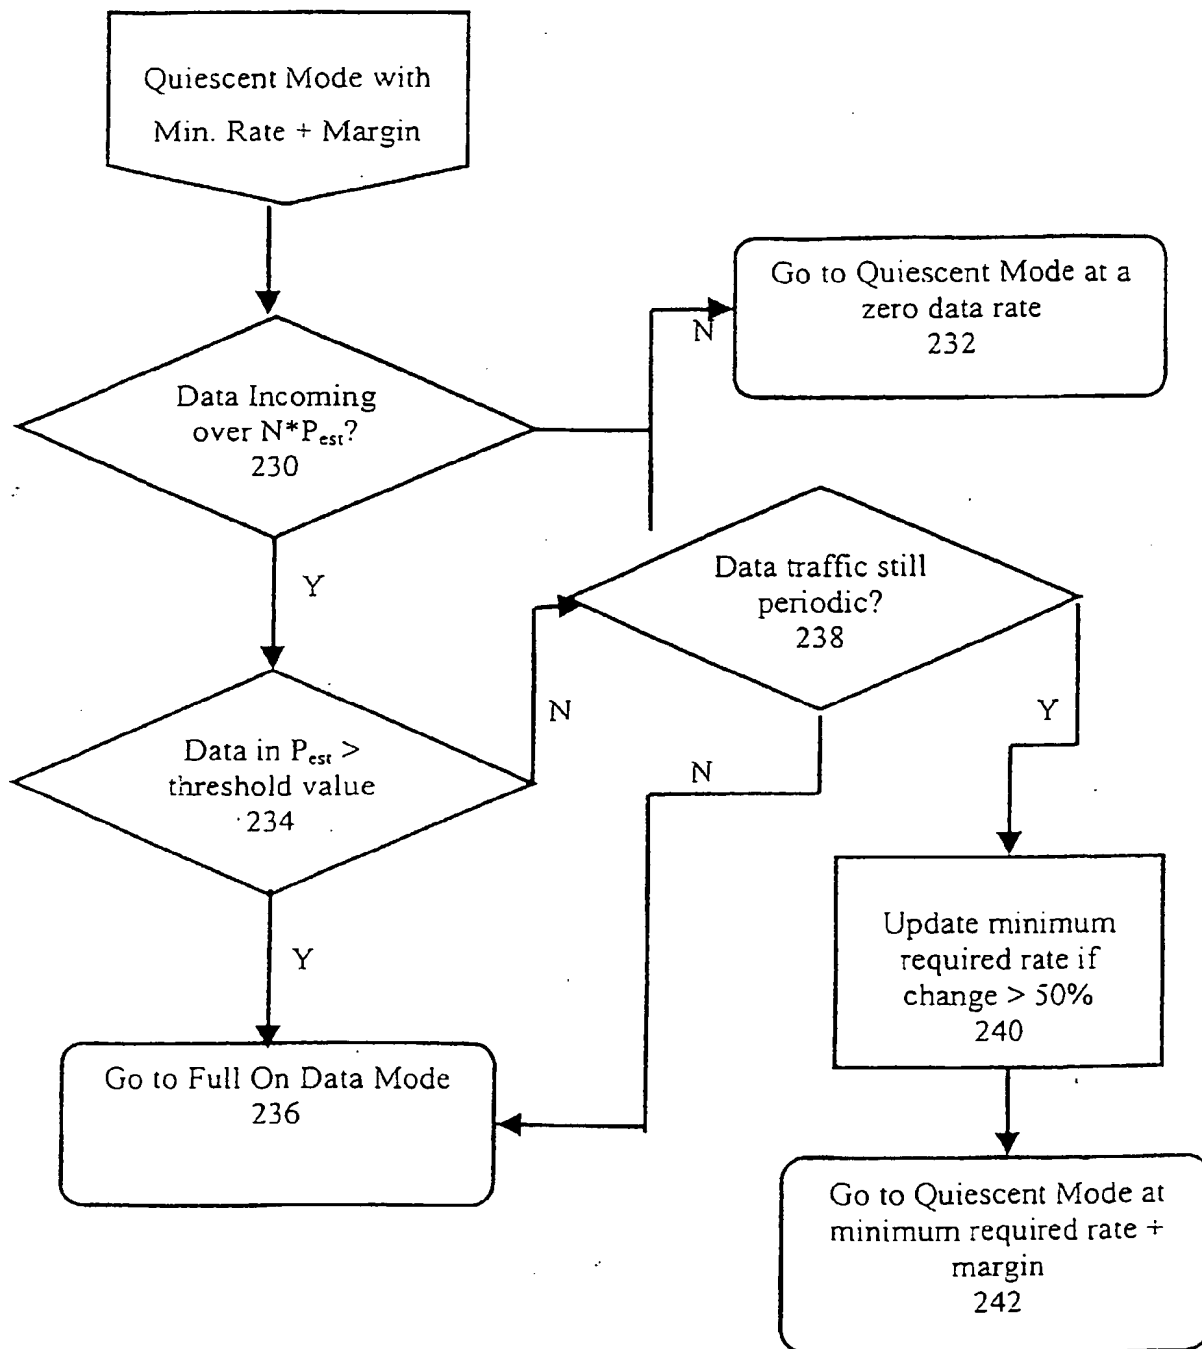 Quiescent Mode with
Min. Rate + Margin
Go to Quiescent Mode at a
zero data rate
232
N
Data Incoming
over N*Pest?
230
Y
Data traffic still
periodic?
238
N
Y
Data in Pest >
threshold value
234
N
Y
Update minimum
required rate if
change > 50%
240
Go to Full On Data Mode
236
Go to Quiescent Mode at
minimum required rate +
margin
242